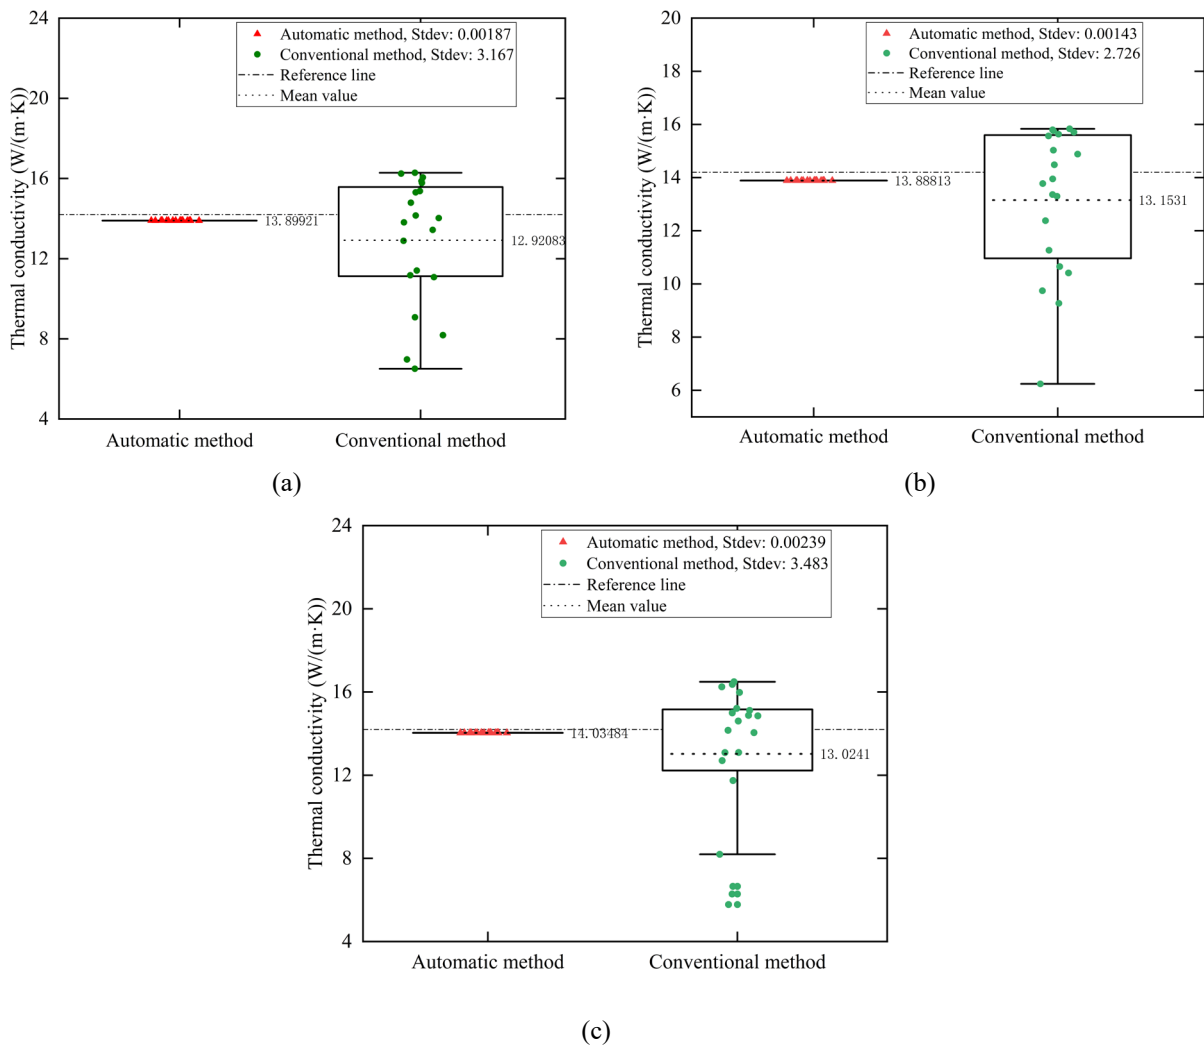 24
20
16
12
8
4
Thermal conductivity (W/(m·K))
Automatic method, Stdev: 0.00187
Conventional method, Stdev: 3.167
Reference line
Mean value
13.89921
12.92083
Automatic method
Conventional method
(a)
20
18
16
14
12
10
8
6
Thermal conductivity (W/(m·K))
Automatic method, Stdev: 0.00143
Conventional method, Stdev: 2.726
Reference line
Mean value
13.88813
13.1531
Automatic method
Conventional method
(b)
24
20
16
12
8
4
Thermal conductivity (W/(m·K))
Automatic method, Stdev: 0.00239
Conventional method, Stdev: 3.483
Reference line
Mean value
14.03484
13.0241
Automatic method
Conventional method
(c)